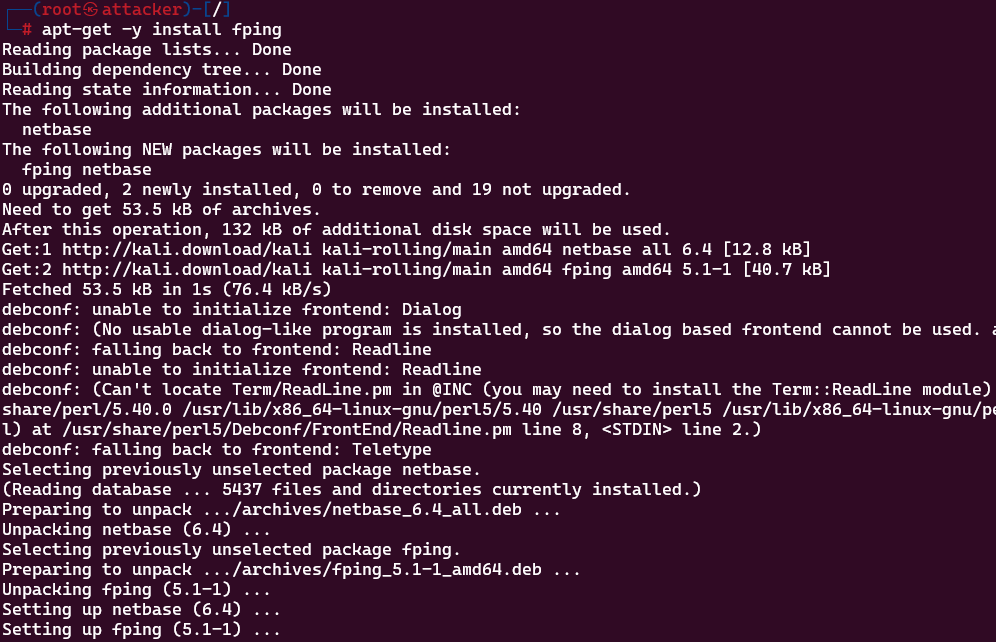 ┌──(root㉿attacker)-[/]
└─# apt-get -y install fping
Reading package lists... Done
Building dependency tree... Done
Reading state information... Done
The following additional packages will be installed:
  netbase
The following NEW packages will be installed:
  fping netbase
0 upgraded, 2 newly installed, 0 to remove and 19 not upgraded.
Need to get 53.5 kB of archives.
After this operation, 132 kB of additional disk space will be used.
Get:1 http://kali.download/kali kali-rolling/main amd64 netbase all 6.4 [12.8 kB]
Get:2 http://kali.download/kali kali-rolling/main amd64 fping amd64 5.1-1 [40.7 kB]
Fetched 53.5 kB in 1s (76.4 kB/s)
debconf: unable to initialize frontend: Dialog
debconf: (No usable dialog-like program is installed, so the dialog based frontend cannot be used. a
debconf: falling back to frontend: Readline
debconf: unable to initialize frontend: Readline
debconf: (Can't locate Term/ReadLine.pm in @INC (you may need to install the Term::ReadLine module)
share/perl/5.40.0 /usr/lib/x86_64-linux-gnu/perl5/5.40 /usr/share/perl5 /usr/lib/x86_64-linux-gnu/pe
l) at /usr/share/perl5/Debconf/FrontEnd/Readline.pm line 8, <STDIN> line 2.)
debconf: falling back to frontend: Teletype
Selecting previously unselected package netbase.
(Reading database ... 5437 files and directories currently installed.)
Preparing to unpack .../archives/netbase_6.4_all.deb ...
Unpacking netbase (6.4) ...
Selecting previously unselected package fping.
Preparing to unpack .../archives/fping_5.1-1_amd64.deb ...
Unpacking fping (5.1-1) ...
Setting up netbase (6.4) ...
Setting up fping (5.1-1) ...